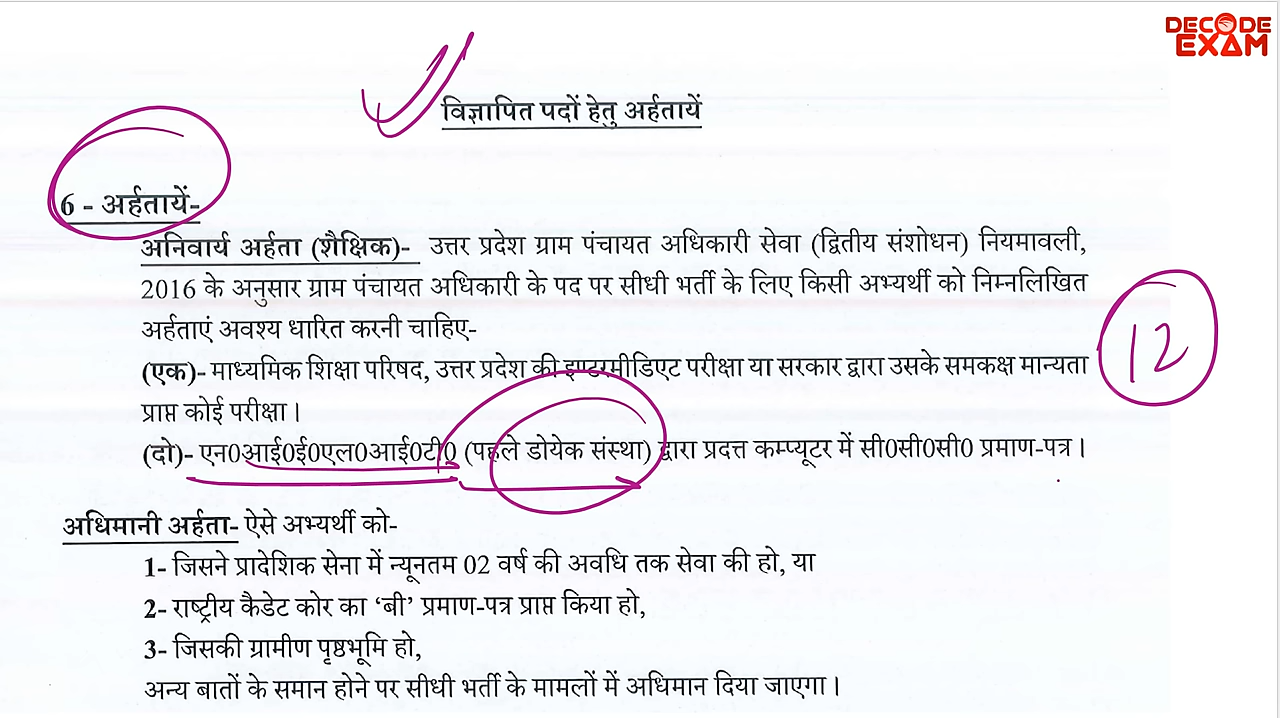 DECODE
EXAM
विज्ञापित पदों हेतु अर्हतायें
6 - अर्हतायें-
अनिवार्य अर्हता (शैक्षिक)- उत्तर प्रदेश ग्राम पंचायत अधिकारी सेवा (द्वितीय संशोधन) नियमावली,
2016 के अनुसार ग्राम पंचायत अधिकारी के पद पर सीधी भर्ती के लिए किसी अभ्यर्थी को निम्नलिखित
अर्हताएं अवश्य धारित करनी चाहिए-
(एक)- माध्यमिक शिक्षा परिषद, उत्तर प्रदेश की इण्टरमीडिएट परीक्षा या सरकार द्वारा उसके समकक्ष मान्यता
प्राप्त कोई परीक्षा।
12
(दो)- एन0आई0ई0एल0आई0टी0 (पहले डोयेक संस्था) द्वारा प्रदत्त कम्प्यूटर में सी0सी0सी0 प्रमाण-पत्र।
अधिमानी अर्हता- ऐसे अभ्यर्थी को-
1- जिसने प्रादेशिक सेना में न्यूनतम 02 वर्ष की अवधि तक सेवा की हो, या
2- राष्ट्रीय कैडेट कोर का ‘बी’ प्रमाण-पत्र प्राप्त किया हो,
3- जिसकी ग्रामीण पृष्ठभूमि हो,
अन्य बातों के समान होने पर सीधी भर्ती के मामलों में अधिमान दिया जाएगा।